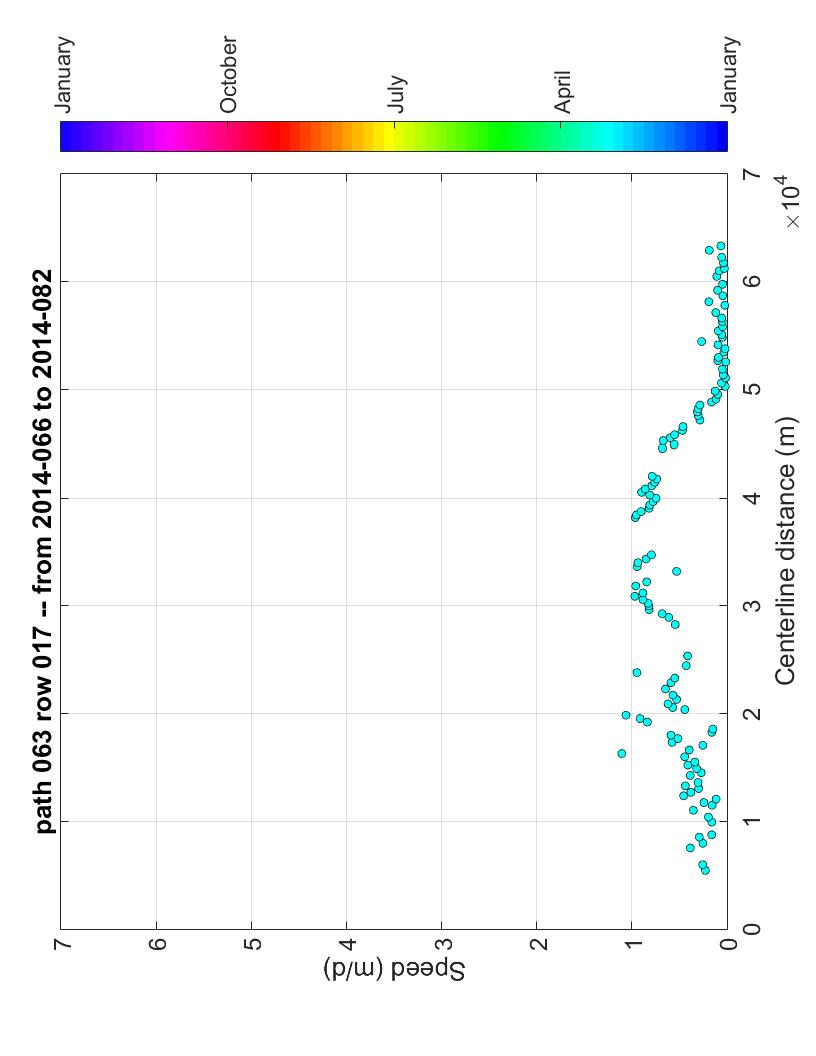 path 063 row 017 -- from 2014-066 to 2014-082
7
6
5
4
3
2
1
0
Speed (m/d)
0
1
2
3
4
5
6
7
×10^4
Centerline distance (m)
January
October
July
April
January